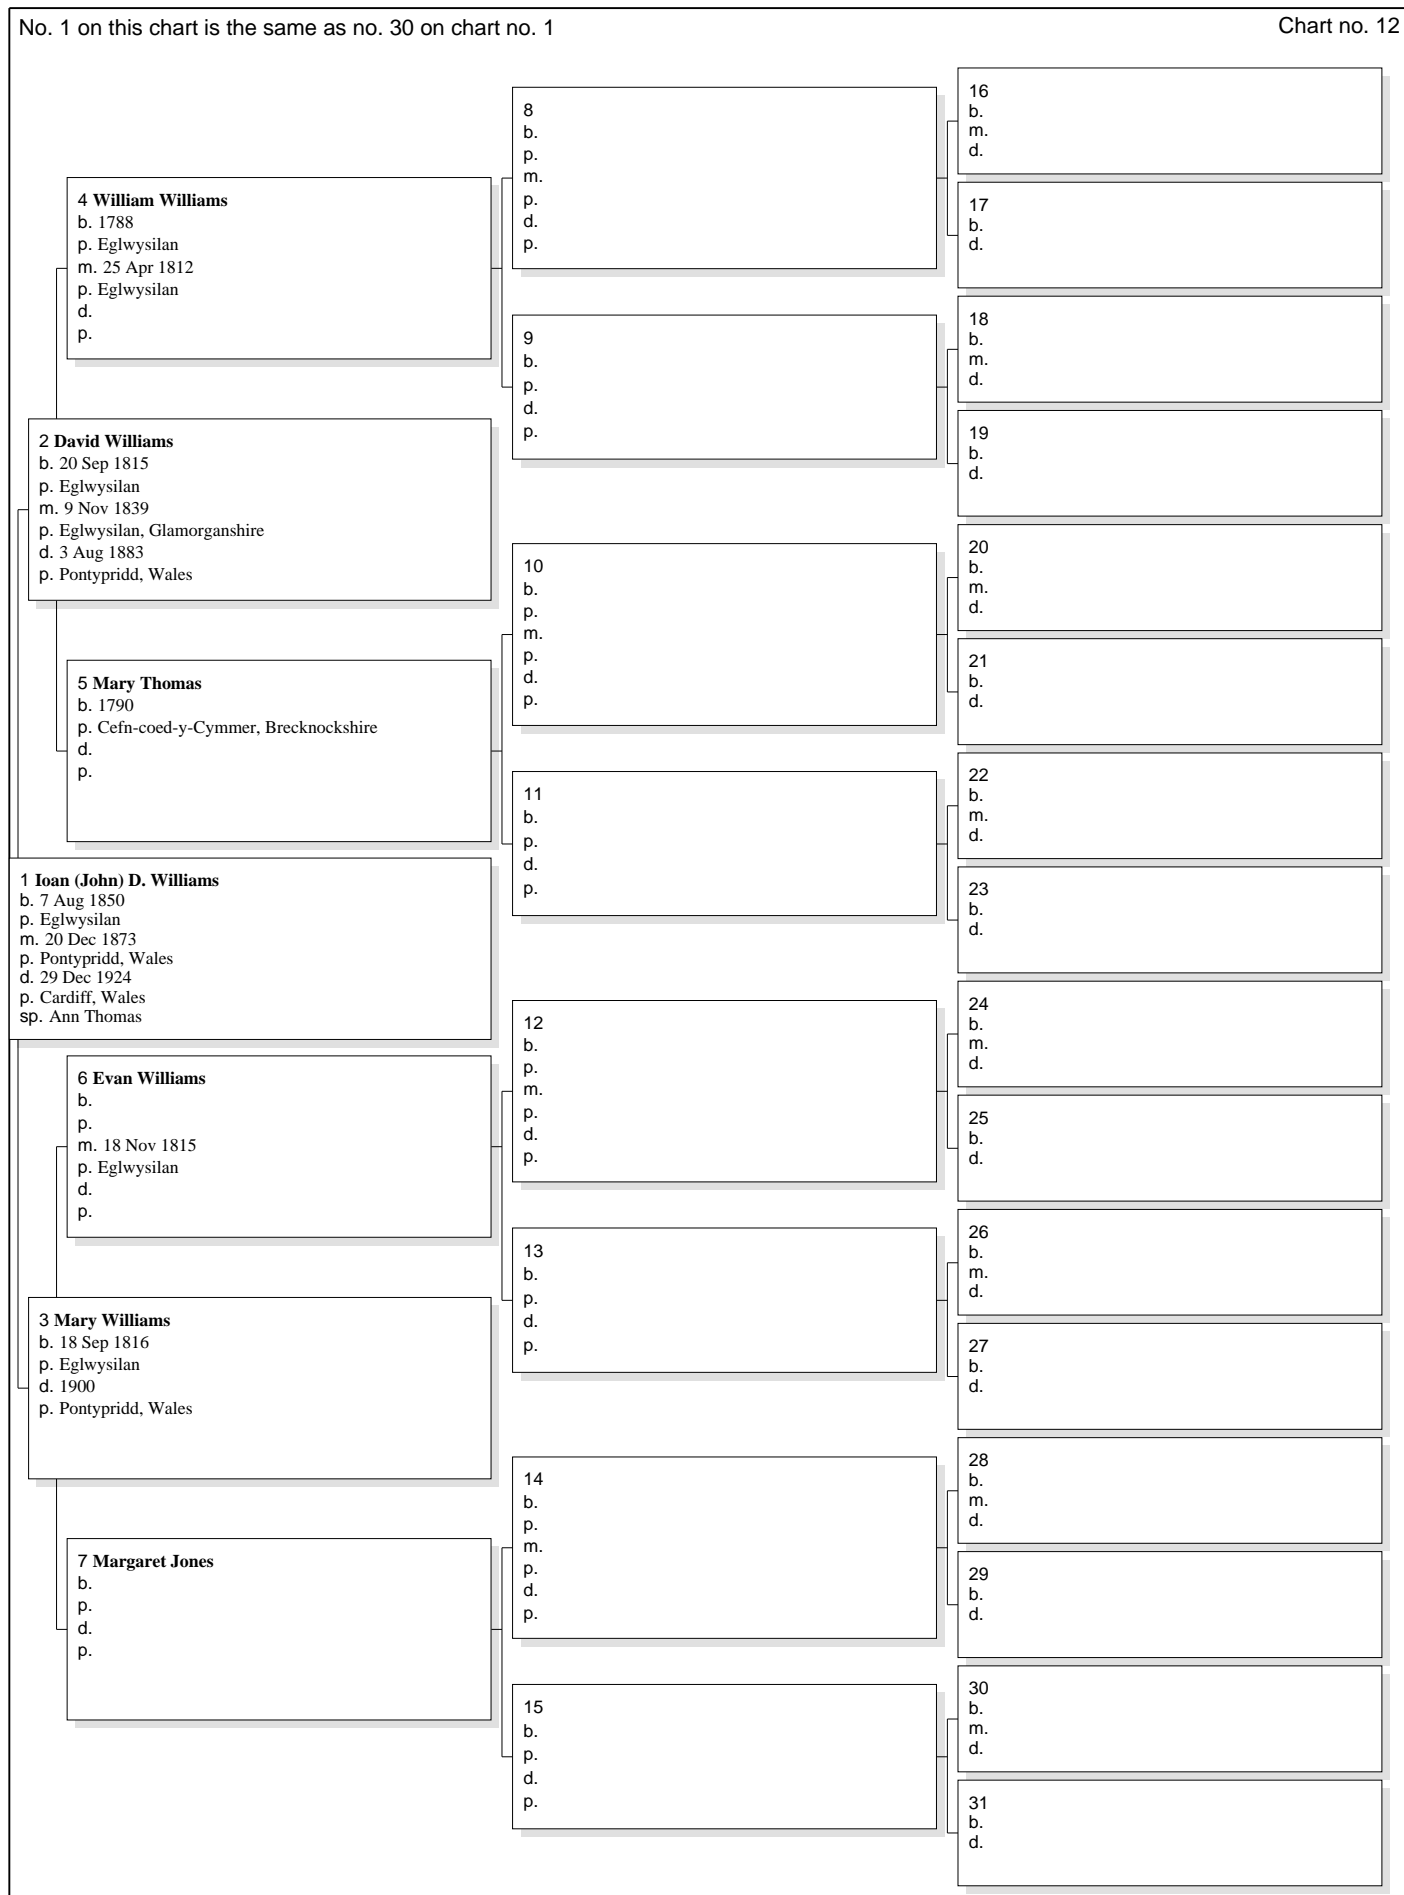 No. 1 on this chart is the same as no. 30 on chart no. 1
Chart no. 12
4 William Williams
b. 1788
p. Eglwysilan
m. 25 Apr 1812
p. Eglwysilan
d.
p.
2 David Williams
b. 20 Sep 1815
p. Eglwysilan
m. 9 Nov 1839
p. Eglwysilan, Glamorganshire
d. 3 Aug 1883
p. Pontypridd, Wales
5 Mary Thomas
b. 1790
p. Cefn-coed-y-Cymmer, Brecknockshire
d.
p.
1 Ioan (John) D. Williams
b. 7 Aug 1850
p. Eglwysilan
m. 20 Dec 1873
p. Pontypridd, Wales
d. 29 Dec 1924
p. Cardiff, Wales
sp. Ann Thomas
6 Evan Williams
b.
p.
m. 18 Nov 1815
p. Eglwysilan
d.
p.
3 Mary Williams
b. 18 Sep 1816
p. Eglwysilan
d. 1900
p. Pontypridd, Wales
7 Margaret Jones
b.
p.
d.
p.
8
b.
p.
m.
p.
d.
p.
9
b.
p.
d.
p.
10
b.
p.
m.
p.
d.
p.
11
b.
p.
d.
p.
12
b.
p.
m.
p.
d.
p.
13
b.
p.
d.
p.
14
b.
p.
m.
p.
d.
p.
15
b.
p.
d.
p.
16
b.
m.
d.
17
b.
d.
18
b.
m.
d.
19
b.
d.
20
b.
m.
d.
21
b.
d.
22
b.
m.
d.
23
b.
d.
24
b.
m.
d.
25
b.
d.
26
b.
m.
d.
27
b.
d.
28
b.
m.
d.
29
b.
d.
30
b.
m.
d.
31
b.
d.